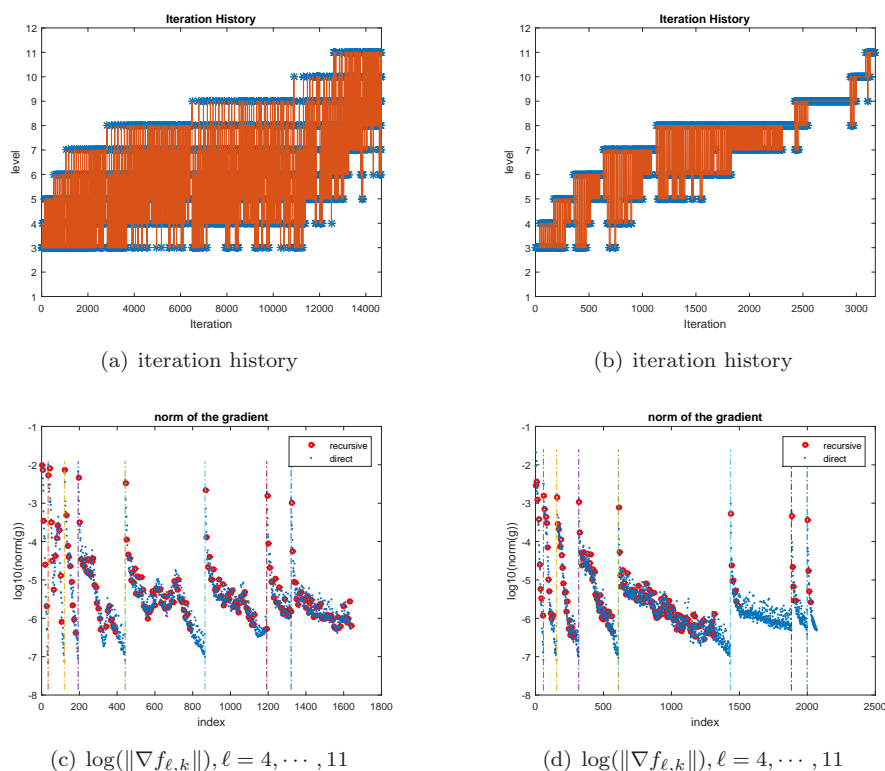 Iteration History
11
10
9
8
7
6
5
4
3
2
1
level
0 2000 4000 6000 8000 10000 12000 14000
Iteration
(a) iteration history
Iteration History
12
11
10
9
8
7
6
5
4
3
2
1
level
0 500 1000 1500 2000 2500 3000
Iteration
(b) iteration history
norm of the gradient
-1
-2
-3
-4
-5
-6
-7
-8
log10(norm(g))
recursive
direct
0 200 400 600 800 1000 1200 1400 1600 1800
index
(c) log(‖∇f_{ℓ,k}‖), ℓ = 4, · · · , 11
norm of the gradient
-1
-2
-3
-4
-5
-6
-7
-8
log10(norm(g))
recursive
direct
0 500 1000 1500 2000 2500
index
(d) log(‖∇f_{ℓ,k}‖), ℓ = 4, · · · , 11